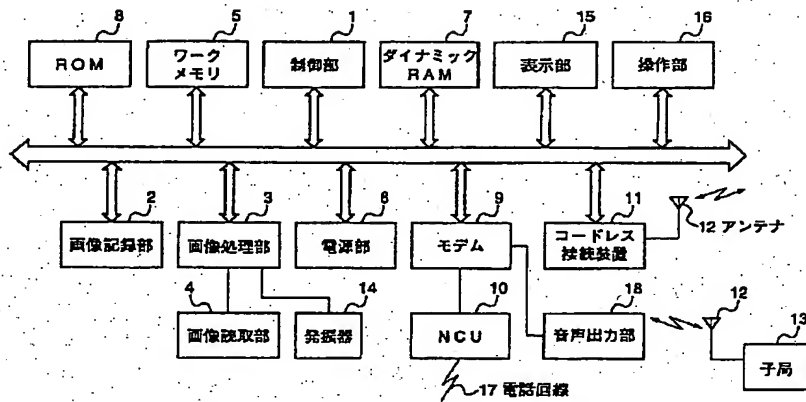 8
5
1
7
15
16
ROM
ワーク
メモリ
制御部
ダイナミック
RAM
表示部
操作部
2
3
6
9
11
12 アンテナ
画像記録部
画像処理部
電源部
モデム
コードレス
接続装置
4
14
10
18
12
13
画像読取部
発振器
NCU
音声出力部
子局
17 電話回線